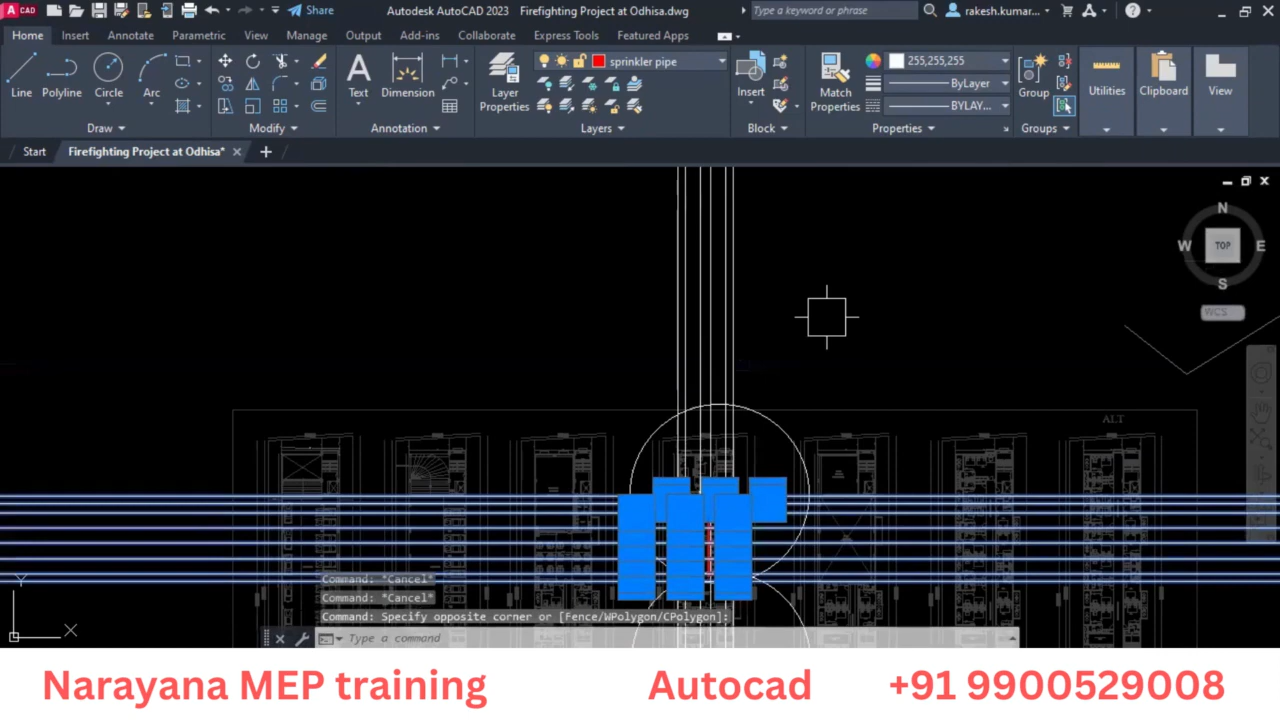 CAD
Share
Autodesk AutoCAD 2023 Firefighting Project at Odhisa.dwg
Type a keyword or phrase
rakesh.kumar...
Home Insert Annotate Parametric View Manage Output Add-ins Collaborate Express Tools Featured Apps
Line Polyline Circle Arc
Text Dimension
Layer Properties
sprinkler pipe
Insert
Match Properties
255,255,255
ByLayer
BYLAY...
Group
Utilities Clipboard View
Draw Modify Annotation Layers Block Properties Groups
Start Firefighting Project at Odhisa*
N
W TOP E
S
WCS
ALT
Command: *Cancel*
Command: *Cancel*
Command: Specify opposite corner or [Fence/WPolygon/CPolygon]:
Type a command
Y
X
Narayana MEP training Autocad +91 9900529008